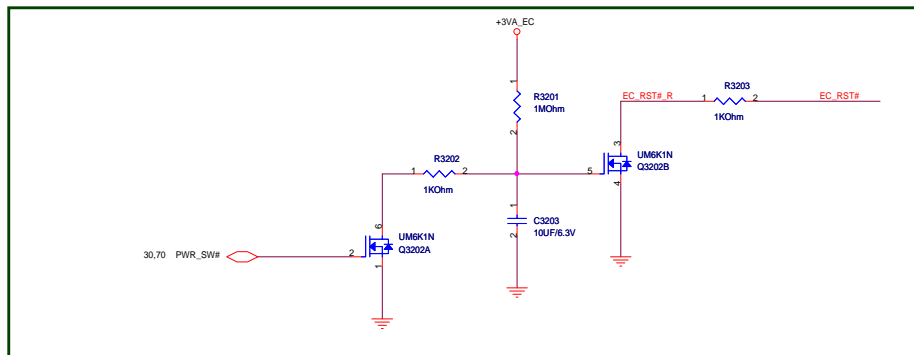 +3VA_EC
1
R3201
1MOhm
2
R3203
EC_RST#_R
1
2
EC_RST#
1KOhm
3
UM6K1N
Q3202B
5
4
R3202
1
2
1KOhm
1
C3203
10UF/6.3V
2
6
UM6K1N
Q3202A
30,70 PWR_SW#
2
1